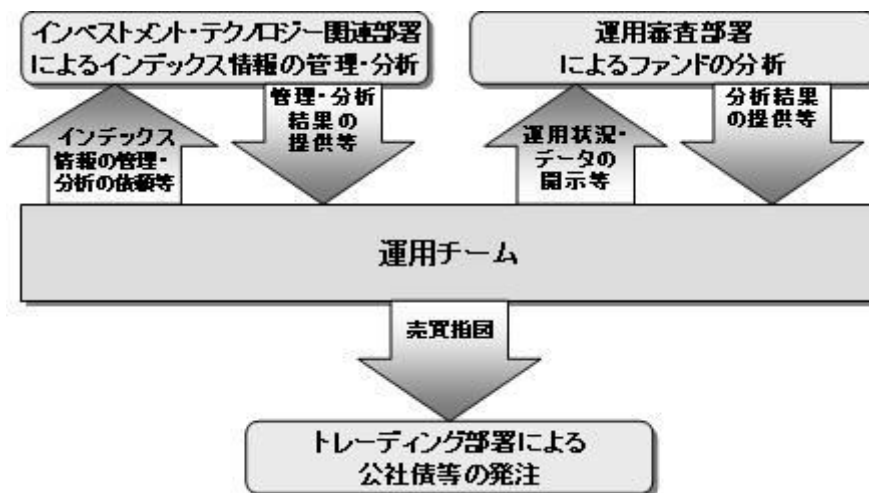 インベストメント・テクノロジー関連部署
によるインデックス情報の管理・分析
運用審査部署
によるファンドの分析
インデックス
情報の管理・
分析の依頼等
管理・分析
結果の
提供等
運用状況・
データの
開示等
分析結果
の提供等
運用チーム
売買指図
トレーディング部署による
公社債等の発注